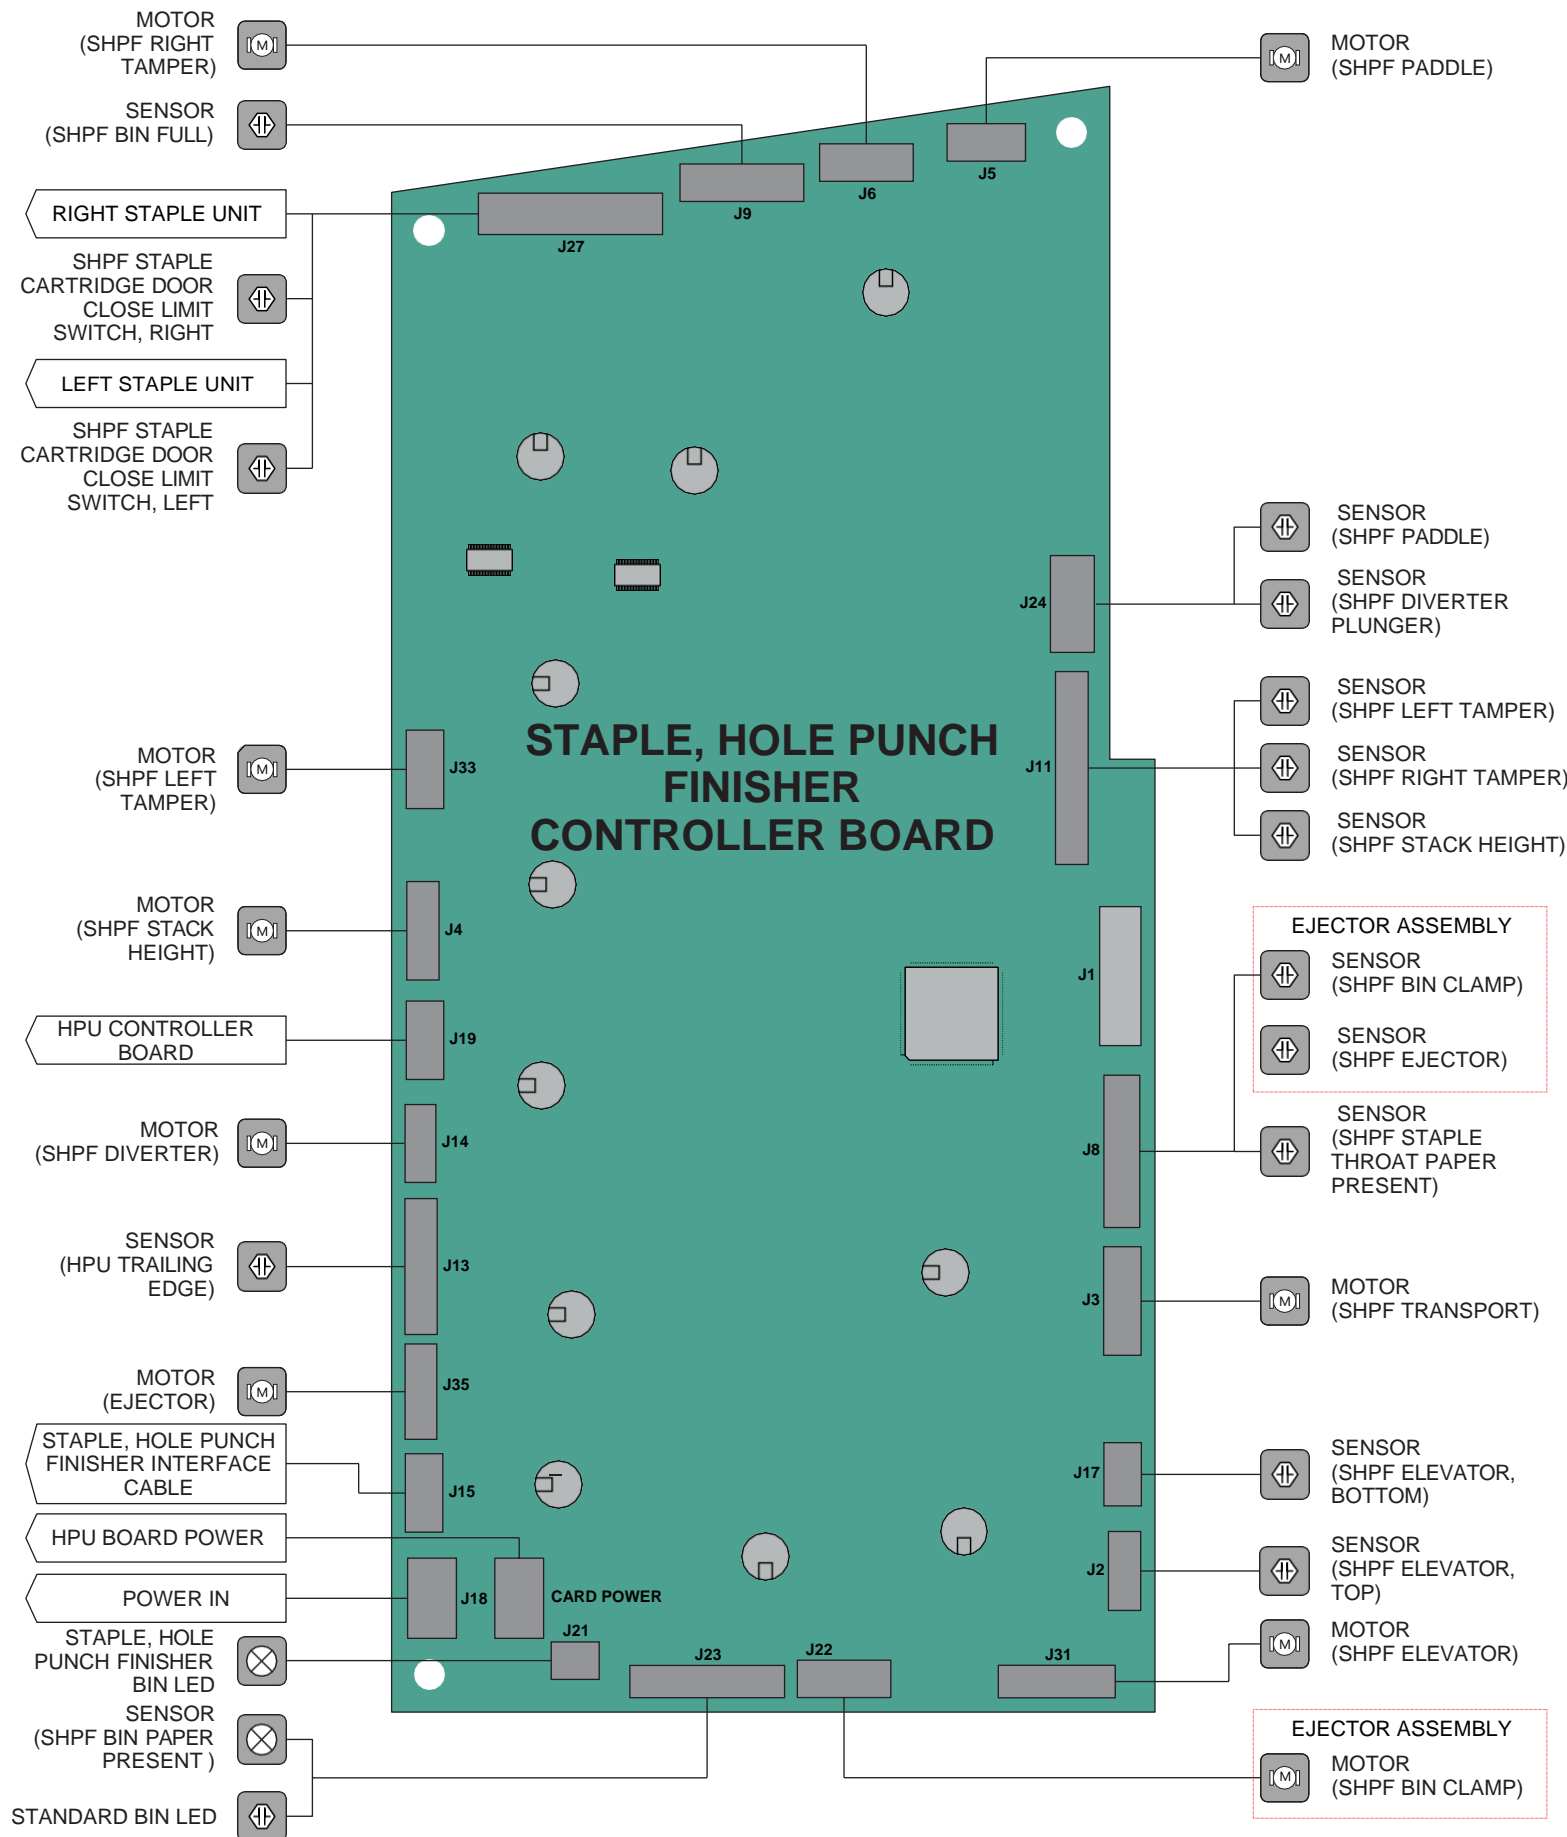 MOTOR
(SHPF RIGHT
TAMPER)
M
SENSOR
(SHPF BIN FULL)
RIGHT STAPLE UNIT
SHPF STAPLE
CARTRIDGE DOOR
CLOSE LIMIT
SWITCH, RIGHT
LEFT STAPLE UNIT
SHPF STAPLE
CARTRIDGE DOOR
CLOSE LIMIT
SWITCH, LEFT
MOTOR
(SHPF LEFT
TAMPER)
M
MOTOR
(SHPF STACK
HEIGHT)
M
HPU CONTROLLER
BOARD
MOTOR
(SHPF DIVERTER)
M
SENSOR
(HPU TRAILING
EDGE)
MOTOR
(EJECTOR)
M
STAPLE, HOLE PUNCH
FINISHER INTERFACE
CABLE
HPU BOARD POWER
POWER IN
STAPLE, HOLE
PUNCH FINISHER
BIN LED
SENSOR
(SHPF BIN PAPER
PRESENT )
STANDARD BIN LED
J5
J6
J9
J27
J24
J11
J33
STAPLE, HOLE PUNCH
FINISHER
CONTROLLER BOARD
J4
J1
J19
J14
J8
J13
J3
J35
J17
J15
J2
J18
CARD POWER
J21
J23
J22
J31
M
MOTOR
(SHPF PADDLE)
SENSOR
(SHPF PADDLE)
SENSOR
(SHPF DIVERTER
PLUNGER)
SENSOR
(SHPF LEFT TAMPER)
SENSOR
(SHPF RIGHT TAMPER)
SENSOR
(SHPF STACK HEIGHT)
EJECTOR ASSEMBLY
SENSOR
(SHPF BIN CLAMP)
SENSOR
(SHPF EJECTOR)
SENSOR
(SHPF STAPLE
THROAT PAPER
PRESENT)
M
MOTOR
(SHPF TRANSPORT)
SENSOR
(SHPF ELEVATOR,
BOTTOM)
SENSOR
(SHPF ELEVATOR,
TOP)
M
MOTOR
(SHPF ELEVATOR)
EJECTOR ASSEMBLY
M
MOTOR
(SHPF BIN CLAMP)